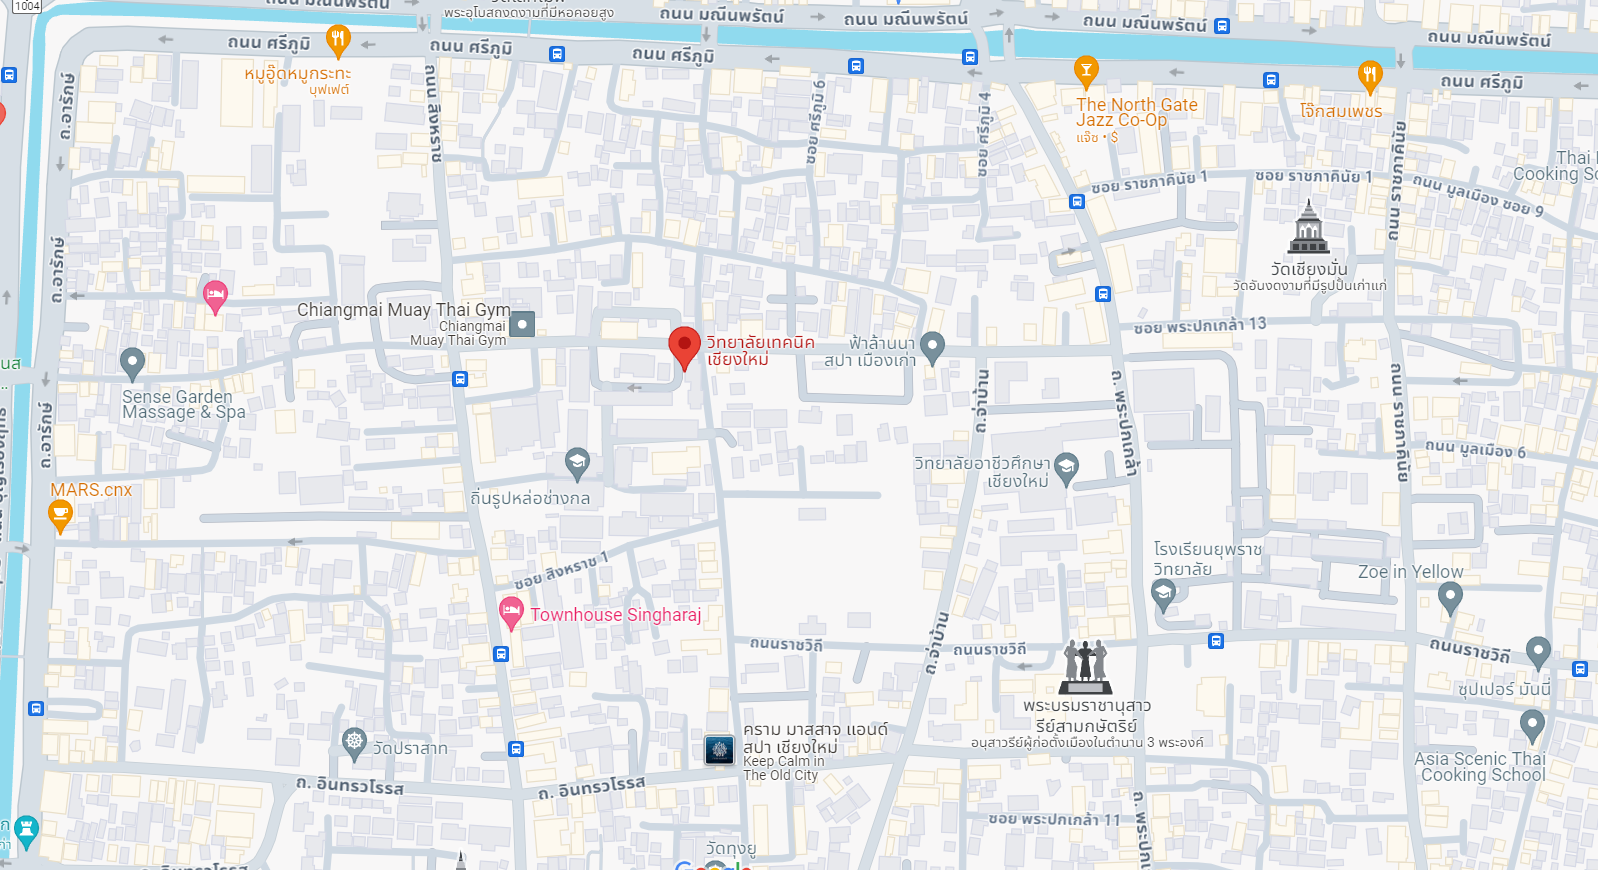 1004
พระอุโบสถงดงามที่มีหอคอยสูง
ถนน มณีนพรัตน์
ถนน มณีนพรัตน์
ถนน มณีนพรัตน์
ถนน มณีนพรัตน์
ถนน มณีนพรัตน์
ถนน ศรีภูมิ
ถนน ศรีภูมิ
ถนน ศรีภูมิ
ถนน ศรีภูมิ
หมูอู๊ดหมูกระทะ
บุฟเฟต์
The North Gate
Jazz Co-Op
แจ๊ซ • $
โจ๊กสมเพชร
ถ.อารักษ์
ถนน สิงหราช
ซอย ศรีภูมิ 6
ซอย ศรีภูมิ 4
ถนน ราชภาคินัย
Thai
Cooking Sc
ซอย ราชภาคินัย 1
ซอย ราชภาคินัย 1
ถนน มูลเมือง ซอย 9
วัดเชียงมั่น
วัดอันงดงามที่มีรูปปั้นเก่าแก่
ถ.อารักษ์
Chiangmai Muay Thai Gym
Chiangmai
Muay Thai Gym
วิทยาลัยเทคนิค
เชียงใหม่
ฟ้าล้านนา
สปา เมืองเก่า
ซอย พระปกเกล้า 13
Sense Garden
Massage & Spa
ถ.อารักษ์
ถ.จ่าบ้าน
ถ. พระปกเกล้า
ถนน ราชภาคินัย
ถนน มูลเมือง 6
วิทยาลัยอาชีวศึกษา
เชียงใหม่
ถิ่นรูปหล่อช่างกล
MARS.cnx
ซอย สิงหราช 1
โรงเรียนยุพราช
วิทยาลัย
Zoe in Yellow
Townhouse Singharaj
ถนนราชวิถี
ถ.จ่าบ้าน
ถนนราชวิถี
ถนนราชวิถี
ซุปเปอร์ มันนี่
พระบรมราชานุสาว
รีย์สามกษัตริย์
อนุสาวรีย์ผู้ก่อตั้งเมืองในตำนาน 3 พระองค์
วัดปราสาท
คราม มาสสาจ แอนด์
สปา เชียงใหม่
Keep Calm in
The Old City
Asia Scenic Thai
Cooking School
ถ. อินทรวโรรส
ถ. อินทรวโรรส
ซอย พระปกเกล้า 11
วัดทุงยู